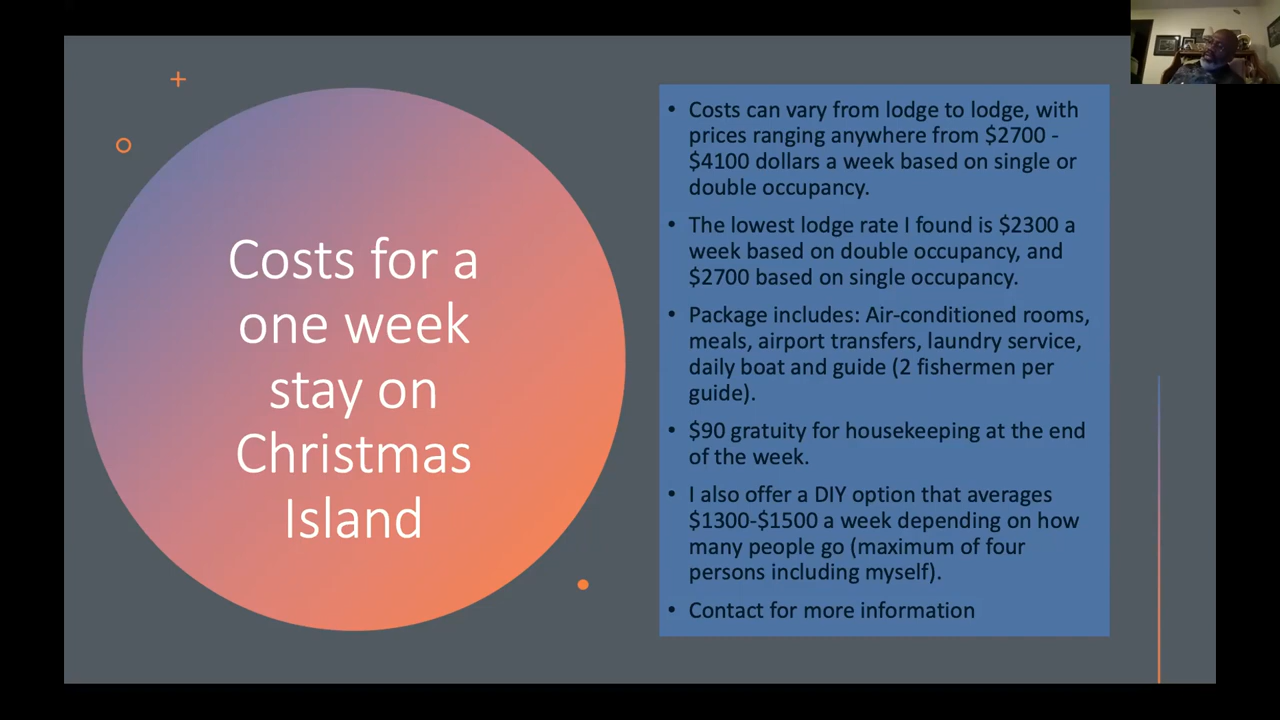 Costs for a
one week
stay on
Christmas
Island
• Costs can vary from lodge to lodge, with
prices ranging anywhere from $2700 -
$4100 dollars a week based on single or
double occupancy.
• The lowest lodge rate I found is $2300 a
week based on double occupancy, and
$2700 based on single occupancy.
• Package includes: Air-conditioned rooms,
meals, airport transfers, laundry service,
daily boat and guide (2 fishermen per
guide).
• $90 gratuity for housekeeping at the end
of the week.
• I also offer a DIY option that averages
$1300-$1500 a week depending on how
many people go (maximum of four
persons including myself).
• Contact for more information